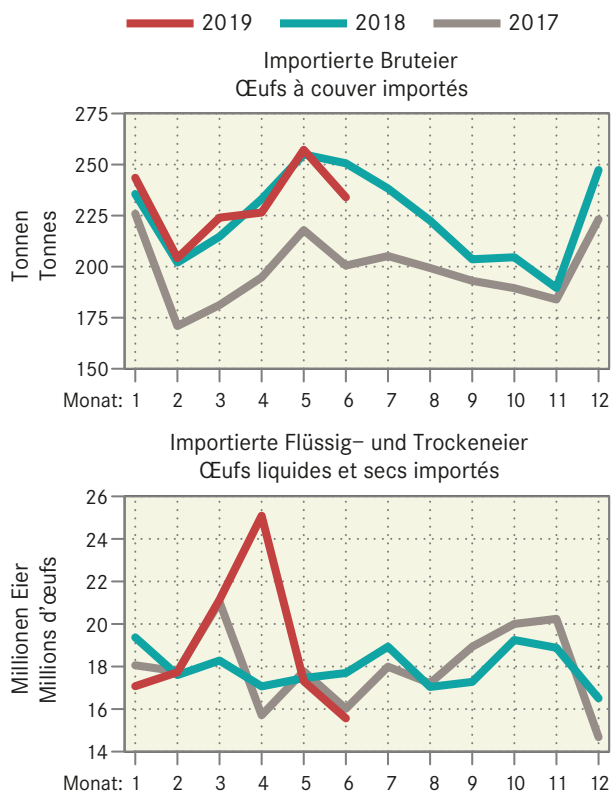 2019 2018 2017
Importierte Bruteier
Œufs à couver importés
Tonnen
Tonnes
275
250
225
200
175
150
Monat: 1 2 3 4 5 6 7 8 9 10 11 12
Importierte Flüssig- und Trockeneier
Œufs liquides et secs importés
Millionen Eier
Millions d'œufs
26
24
22
20
18
16
14
Monat: 1 2 3 4 5 6 7 8 9 10 11 12